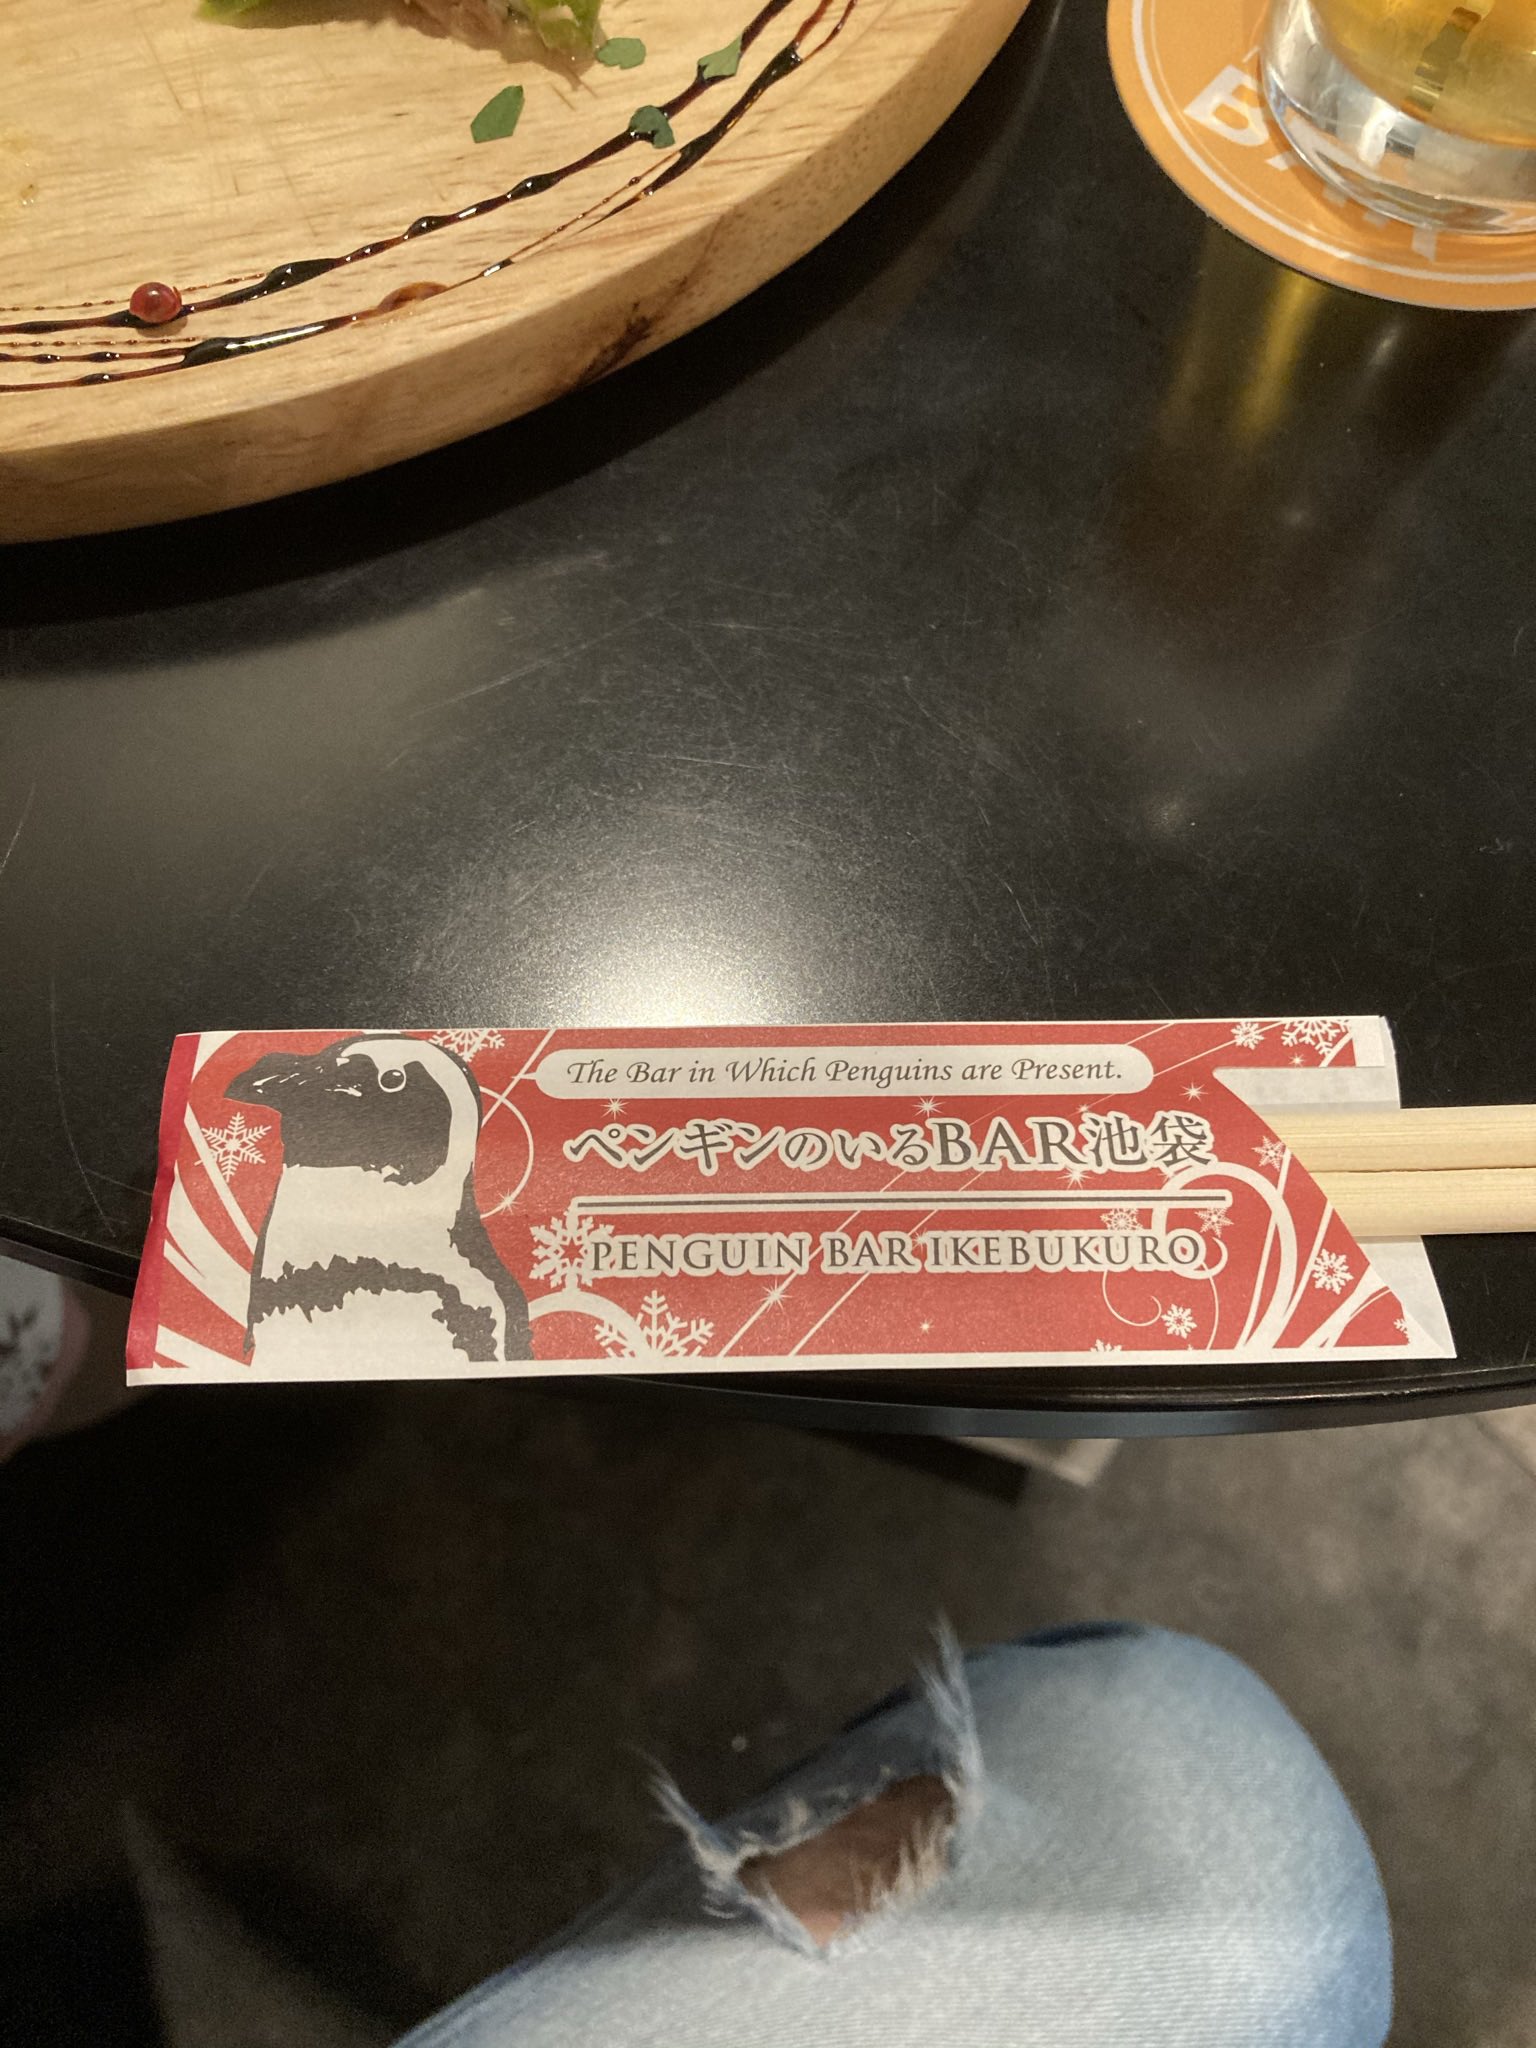 The Bar in Which Penguins are Present.
ペンギンのいるBAR池袋
PENGUIN BAR IKEBUKURO